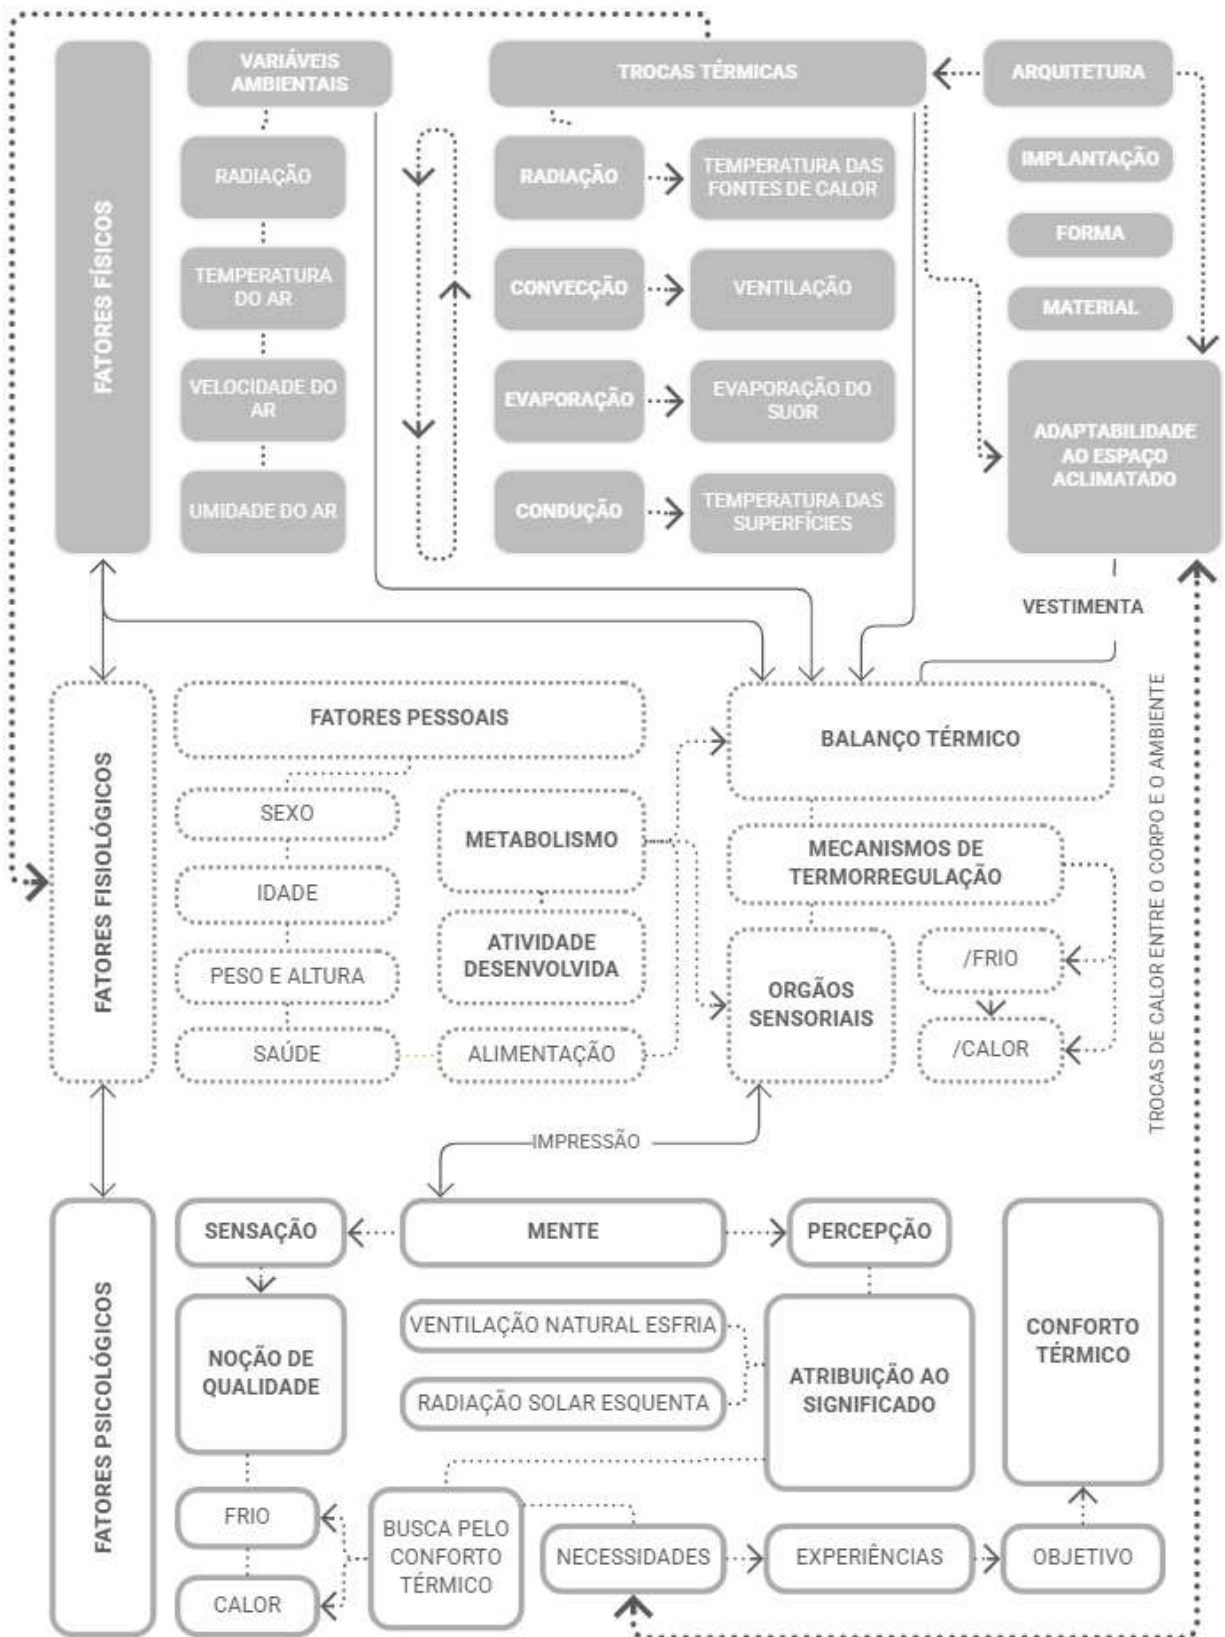 FATORES FÍSICOS
VARIÁVEIS
AMBIENTAIS
RADIAÇÃO
TEMPERATURA
DO AR
VELOCIDADE DO
AR
UMIDADE DO AR
TROCAS TÉRMICAS
RADIAÇÃO
TEMPERATURA DAS
FONTES DE CALOR
CONVECÇÃO
VENTILAÇÃO
EVAPORAÇÃO
EVAPORAÇÃO DO
SUOR
CONDUÇÃO
TEMPERATURA DAS
SUPERFÍCIES
ARQUITETURA
IMPLANTAÇÃO
FORMA
MATERIAL
ADAPTABILIDADE
AO ESPAÇO
ACLIMATADO
VESTIMENTA
TROCAS DE CALOR ENTRE O CORPO E O AMBIENTE
FATORES FISIOLÓGICOS
FATORES PESSOAIS
SEXO
IDADE
PESO E ALTURA
SAÚDE
METABOLISMO
ATIVIDADE
DESENVOLVIDA
ALIMENTAÇÃO
BALANÇO TÉRMICO
MECANISMOS DE
TERMORREGULAÇÃO
ORGÃOS
SENSORIAIS
/FRIO
/CALOR
IMPRESSÃO
FATORES PSICOLÓGICOS
SENSAÇÃO
MENTE
PERCEPÇÃO
NOÇÃO DE
QUALIDADE
VENTILAÇÃO NATURAL ESFRIA
RADIAÇÃO SOLAR ESQUENTA
ATRIBUIÇÃO AO
SIGNIFICADO
CONFORTO
TÉRMICO
FRIO
CALOR
BUSCA PELO
CONFORTO
TÉRMICO
NECESSIDADES
EXPERIÊNCIAS
OBJETIVO